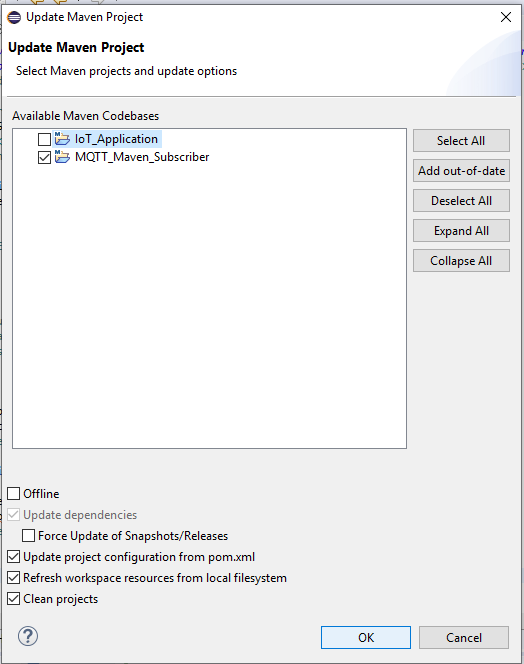 Update Maven Project
Update Maven Project
Select Maven projects and update options
Available Maven Codebases
IoT_Application
MQTT_Maven_Subscriber
Select All
Add out-of-date
Deselect All
Expand All
Collapse All
Offline
Update dependencies
Force Update of Snapshots/Releases
Update project configuration from pom.xml
Refresh workspace resources from local filesystem
Clean projects
?
OK
Cancel